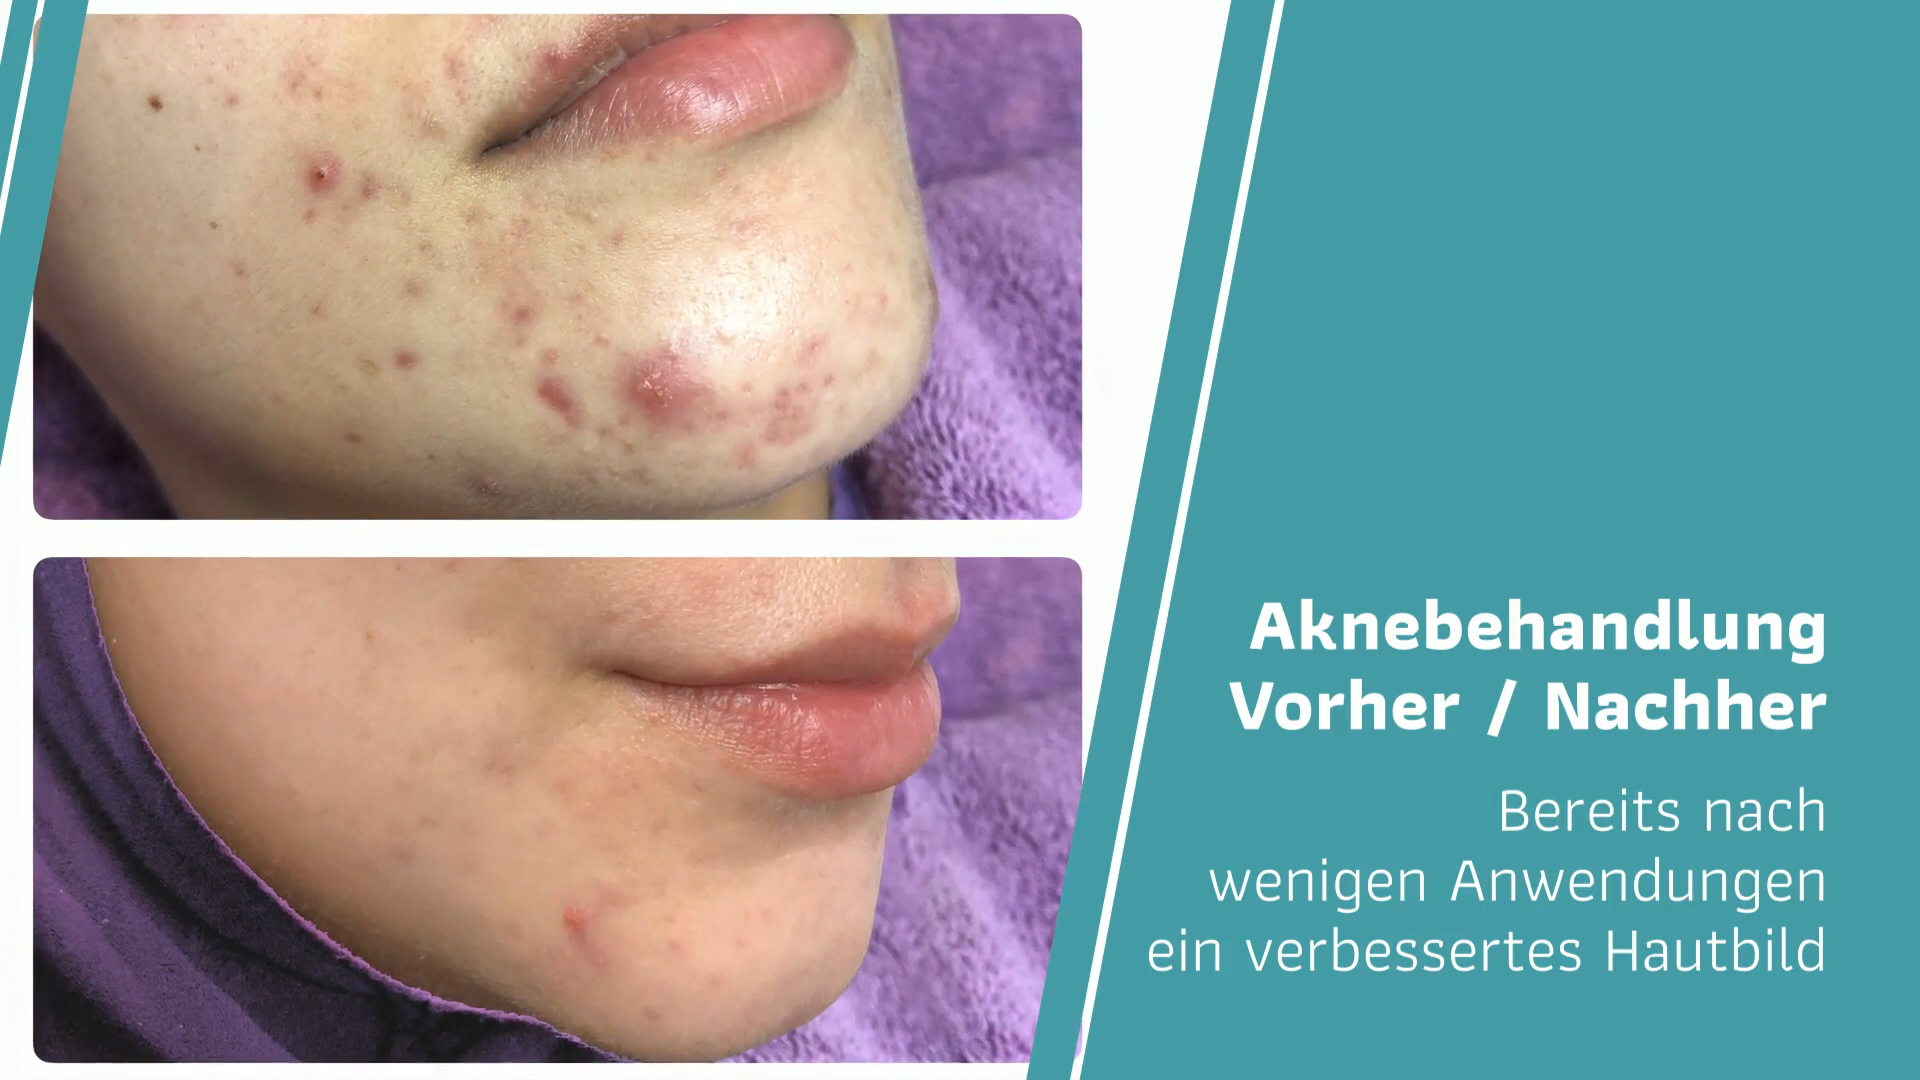 Aknebehandlung
Vorher / Nachher
Bereits nach
wenigen Anwendungen
ein verbessertes Hautbild